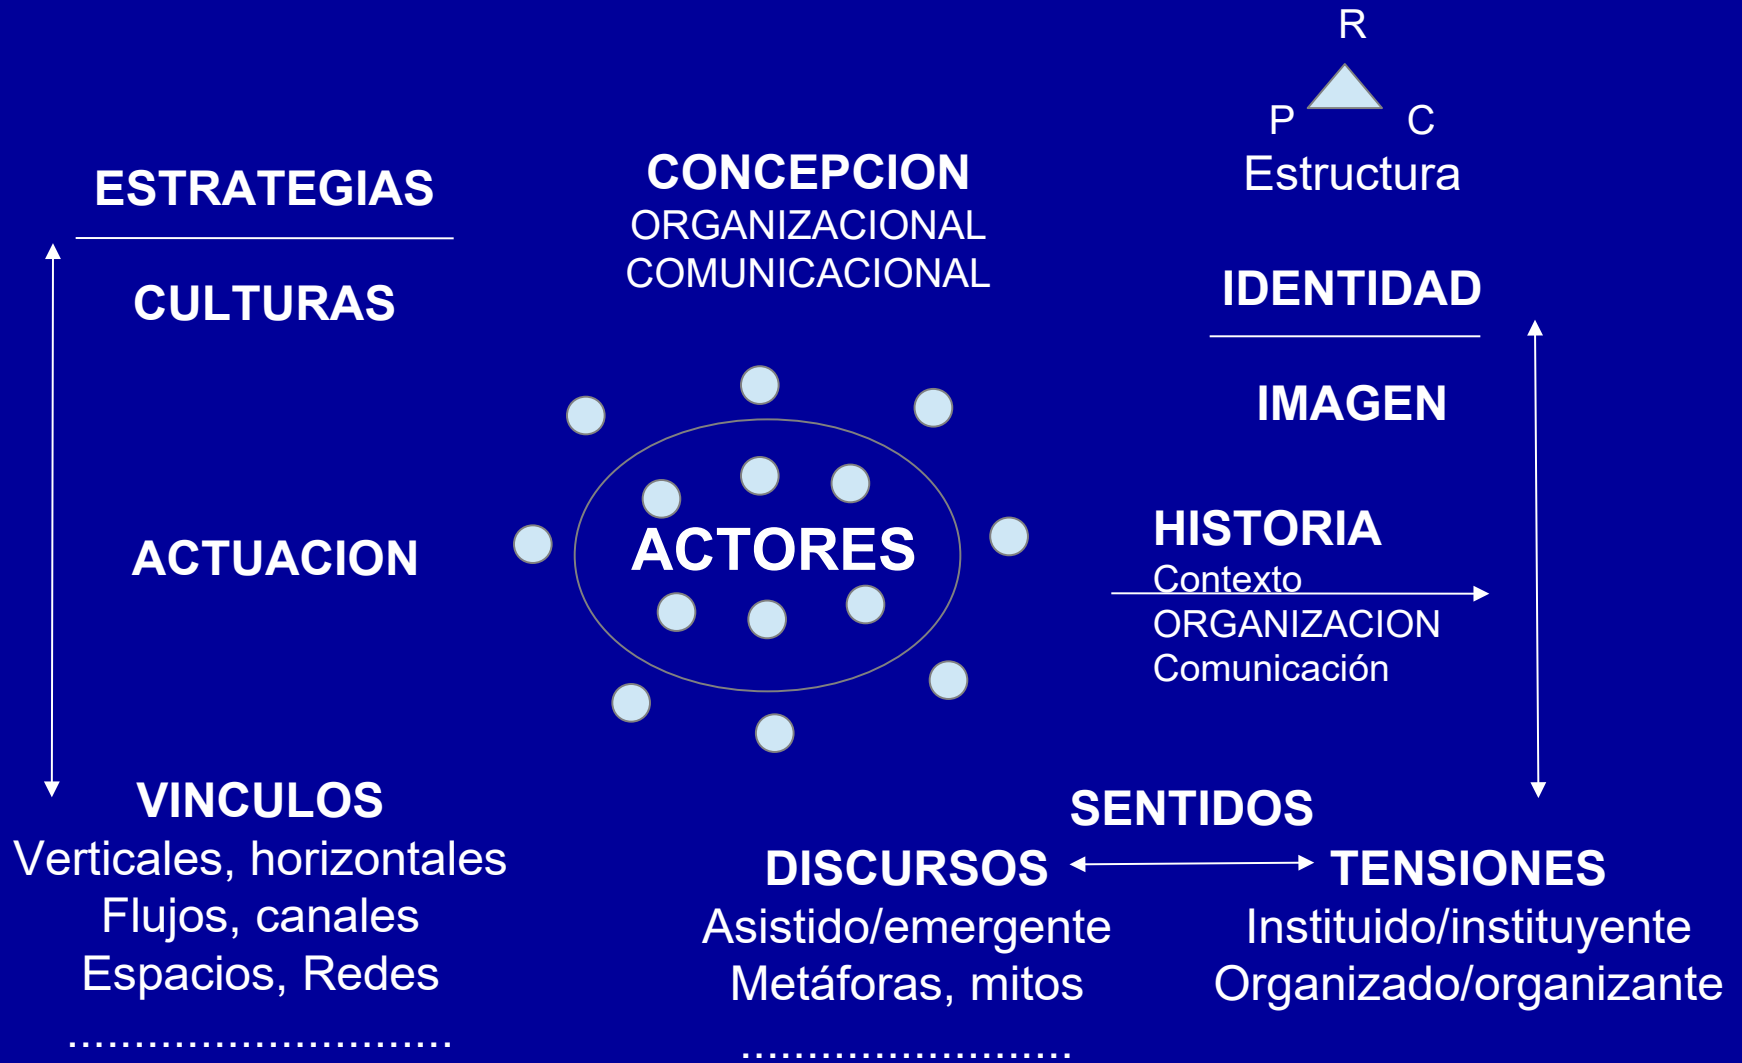 R
P
C
Estructura
ESTRATEGIAS
CULTURAS
CONCEPCION
ORGANIZACIONAL
COMUNICACIONAL
IDENTIDAD
IMAGEN
ACTUACION
ACTORES
HISTORIA
Contexto
ORGANIZACION
Comunicación
VINCULOS
Verticales, horizontales
Flujos, canales
Espacios, Redes
.............................
SENTIDOS
DISCURSOS
Asistido/emergente
Metáforas, mitos
.........................
TENSIONES
Instituido/instituyente
Organizado/organizante